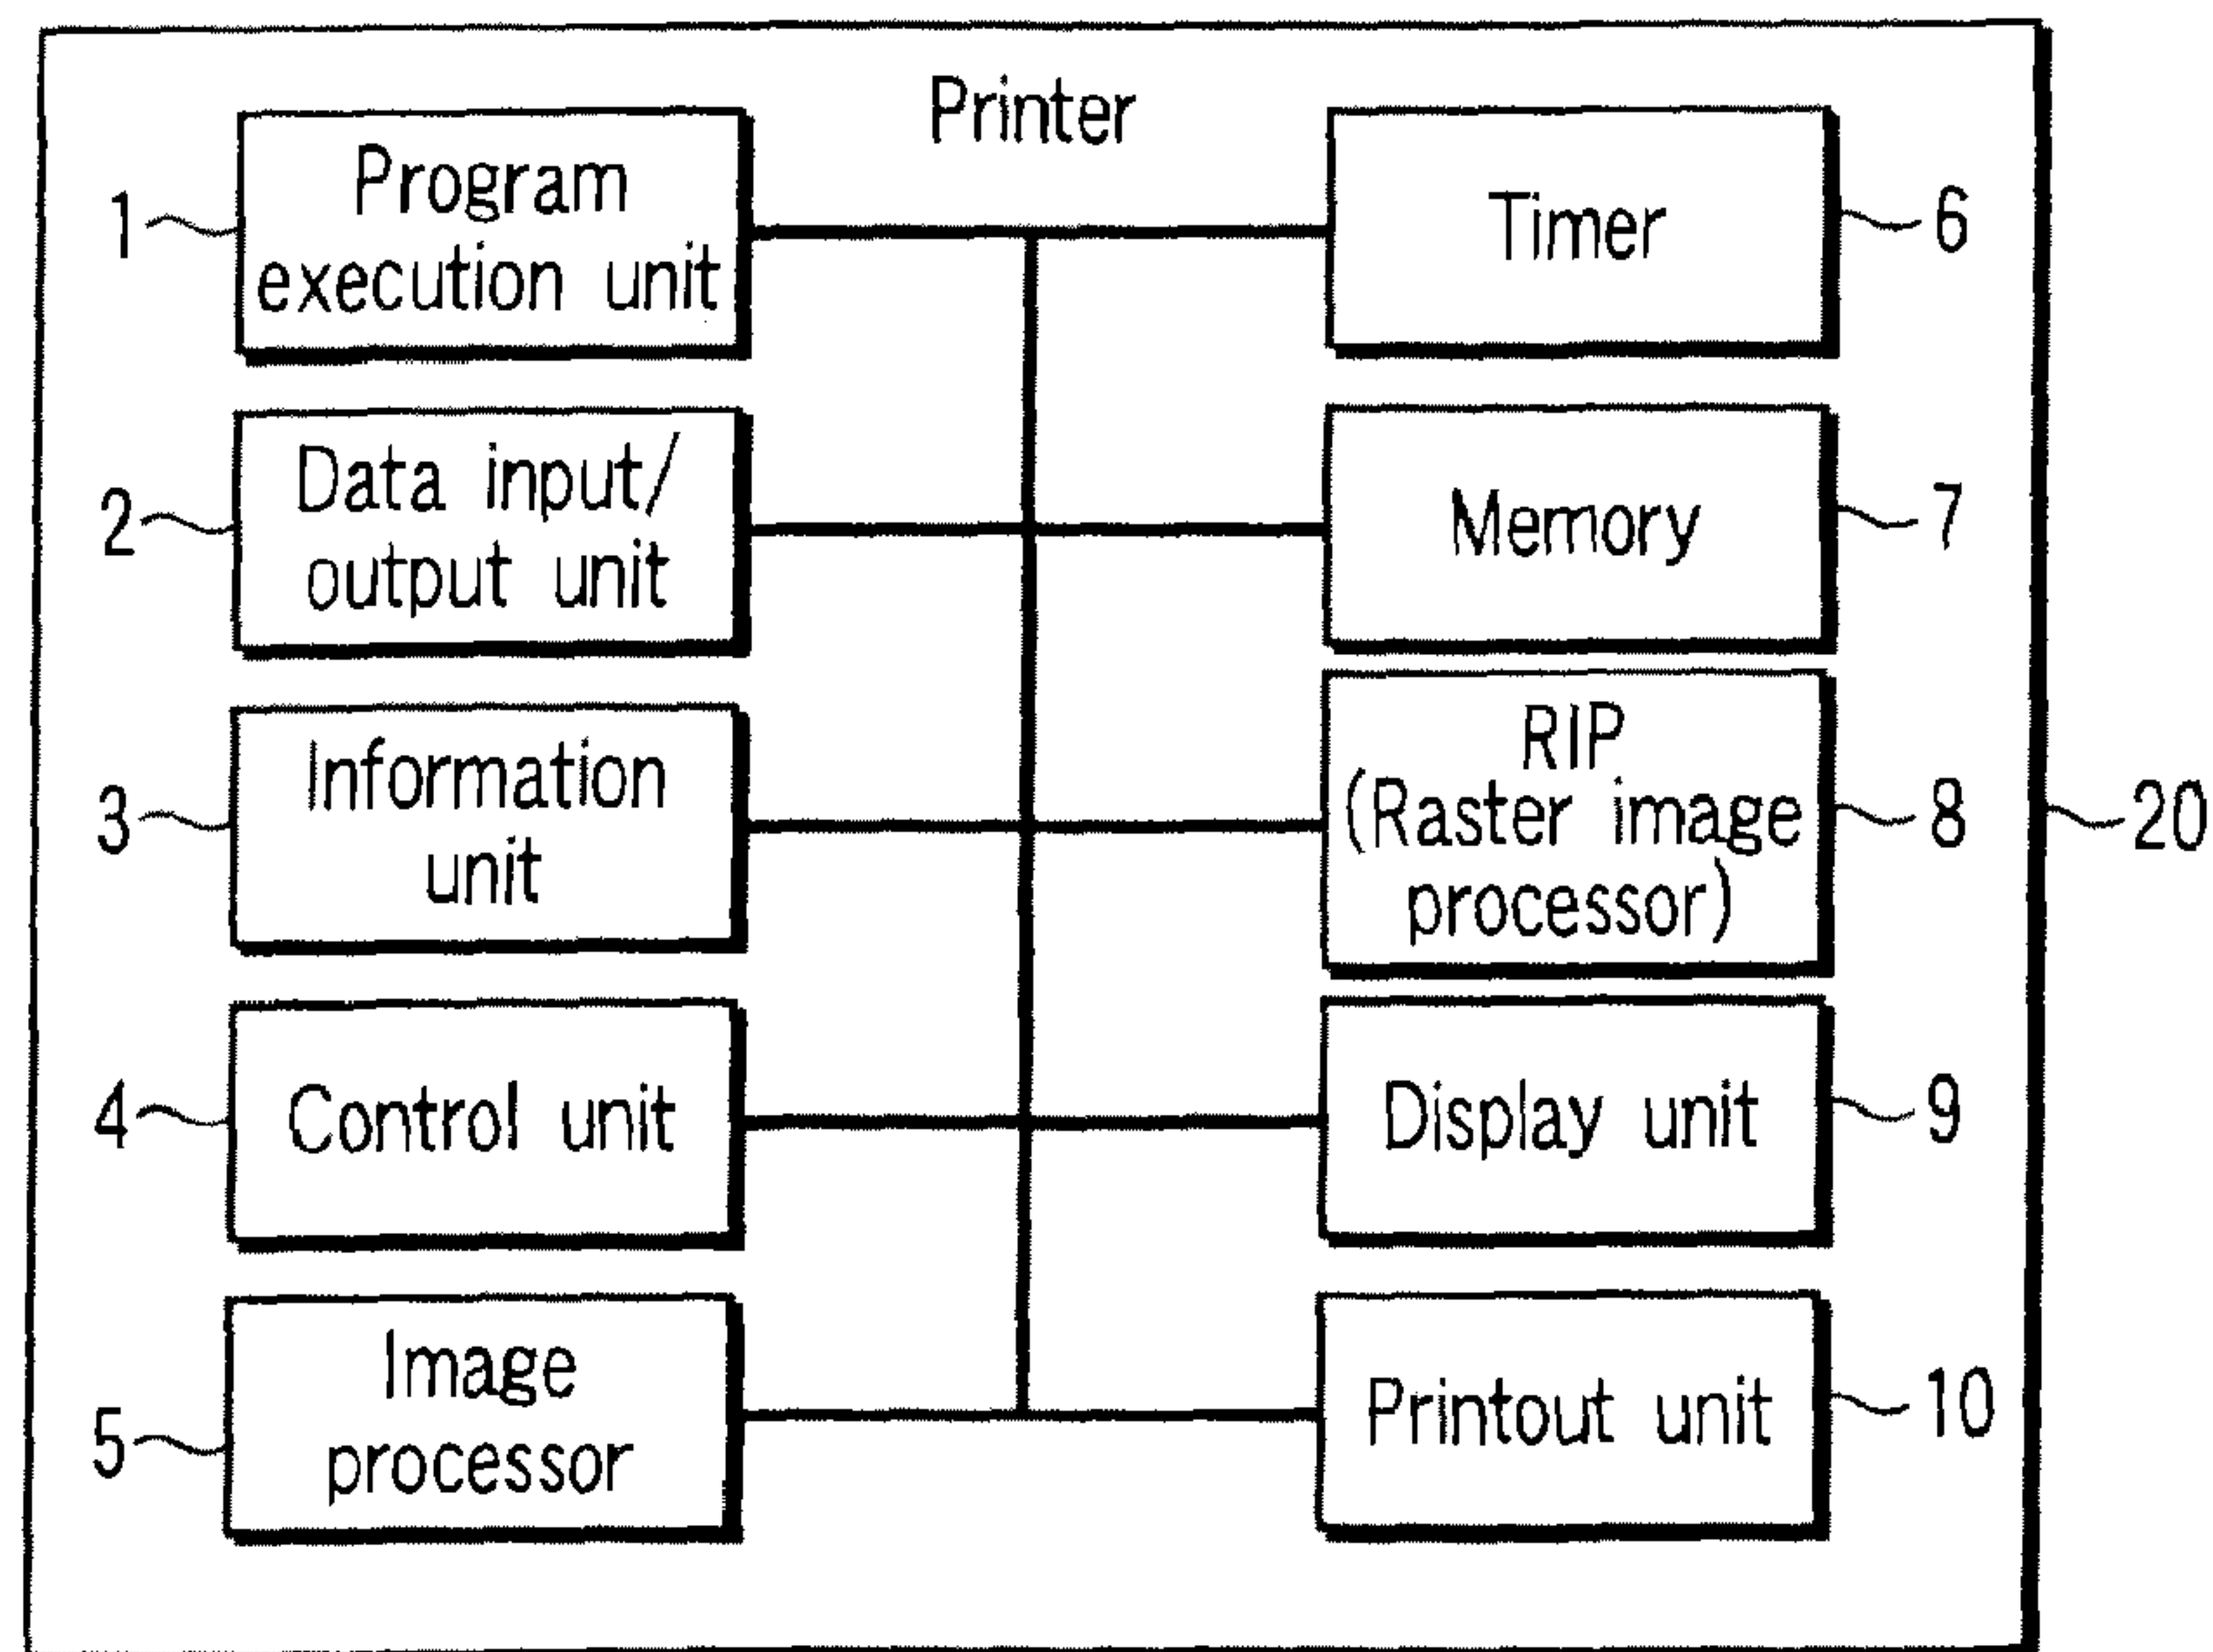 Printer
1
Program
execution unit
2
Data input/
output unit
3
Information
unit
4
Control unit
5
Image
processor
Timer
6
Memory
7
RIP
(Raster image
processor)
8
Display unit
9
Printout unit
10
20